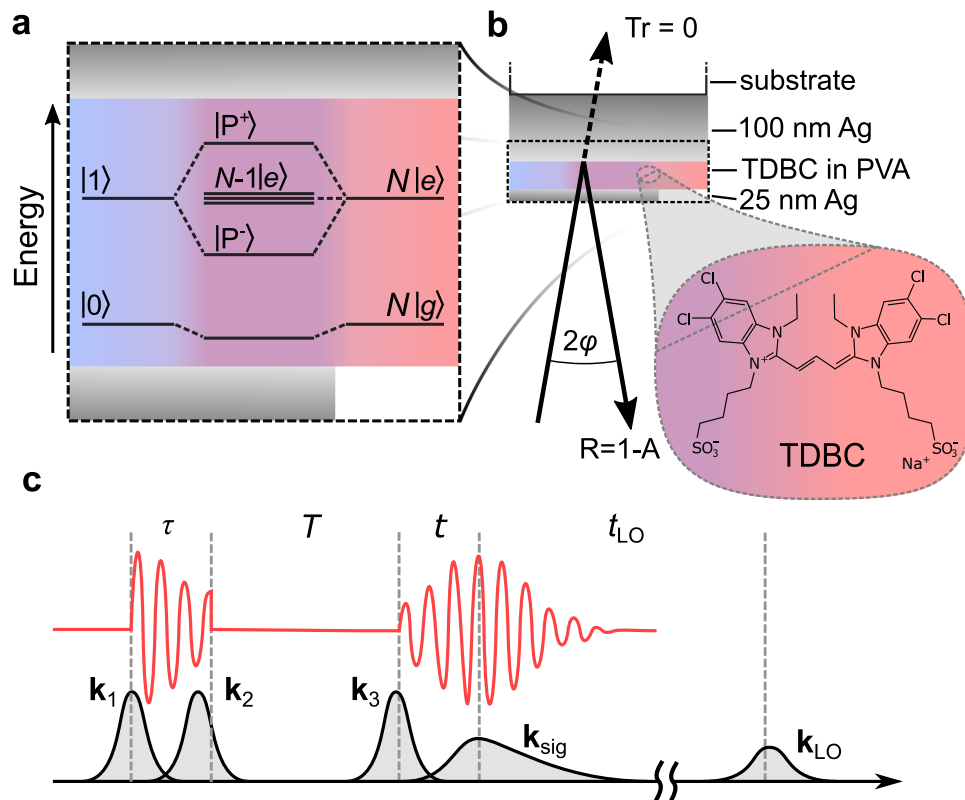 a
Energy
|1⟩
|0⟩
|P⁺⟩
N-1|e⟩
|P⁻⟩
N|e⟩
N|g⟩
b
Tr = 0
substrate
100 nm Ag
TDBC in PVA
25 nm Ag
2φ
R=1-A
Cl
Cl
Cl
Cl
N
N
N⁺
N
SO₃⁻
SO₃⁻
Na⁺
TDBC
c
τ
T
t
t_LO
k₁
k₂
k₃
k_sig
k_LO